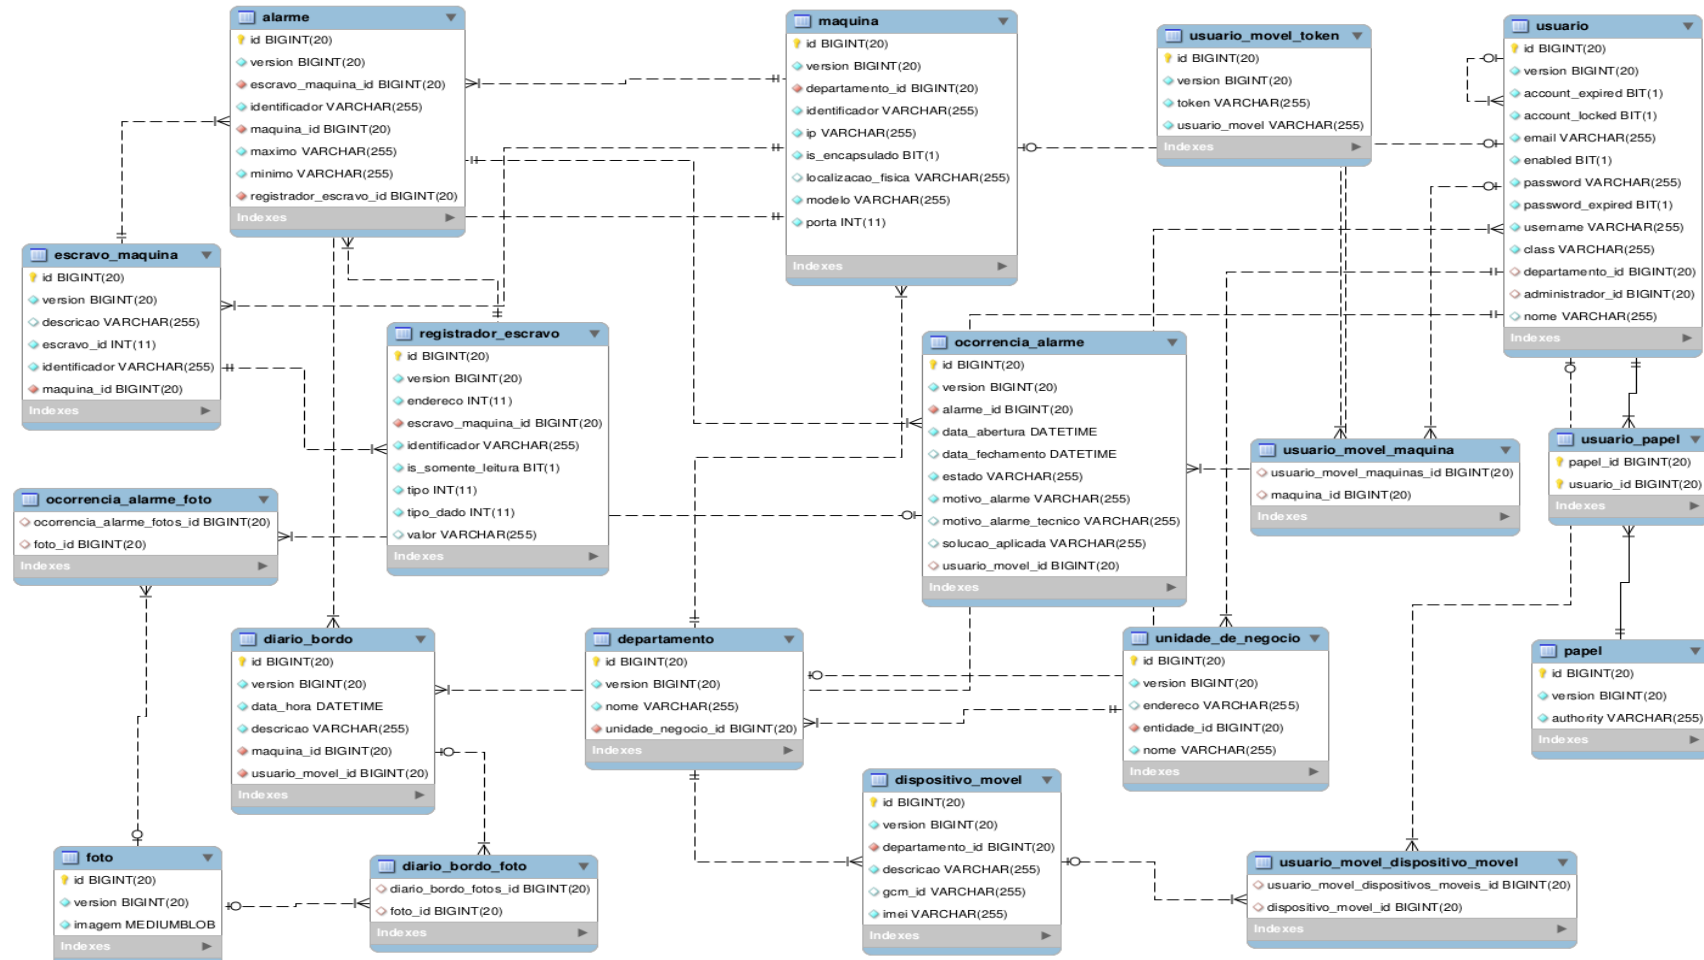 alarme
id BIGINT(20)
version BIGINT(20)
escravo_maquina_id BIGINT(20)
identificador VARCHAR(255)
maquina_id BIGINT(20)
maximo VARCHAR(255)
minimo VARCHAR(255)
registrador_escravo_id BIGINT(20)
Indexes
maquina
id BIGINT(20)
version BIGINT(20)
departamento_id BIGINT(20)
identificador VARCHAR(255)
ip VARCHAR(255)
is_encapsulado BIT(1)
localizacao_fisica VARCHAR(255)
modelo VARCHAR(255)
porta INT(11)
Indexes
usuario_movel_token
id BIGINT(20)
version BIGINT(20)
token VARCHAR(255)
usuario_movel VARCHAR(255)
Indexes
usuario
id BIGINT(20)
version BIGINT(20)
account_expired BIT(1)
account_locked BIT(1)
email VARCHAR(255)
enabled BIT(1)
password VARCHAR(255)
password_expired BIT(1)
username VARCHAR(255)
class VARCHAR(255)
departamento_id BIGINT(20)
administrador_id BIGINT(20)
nome VARCHAR(255)
Indexes
escravo_maquina
id BIGINT(20)
version BIGINT(20)
descricao VARCHAR(255)
escravo_id INT(11)
identificador VARCHAR(255)
maquina_id BIGINT(20)
Indexes
registrador_escravo
id BIGINT(20)
version BIGINT(20)
endereco INT(11)
escravo_maquina_id BIGINT(20)
identificador VARCHAR(255)
is_somente_leitura BIT(1)
tipo INT(11)
tipo_dado INT(11)
valor VARCHAR(255)
Indexes
ocorrencia_alarme
id BIGINT(20)
version BIGINT(20)
alarme_id BIGINT(20)
data_abertura DATETIME
data_fechamento DATETIME
estado VARCHAR(255)
motivo_alarme VARCHAR(255)
motivo_alarme_tecnico VARCHAR(255)
solucao_aplicada VARCHAR(255)
usuario_movel_id BIGINT(20)
Indexes
usuario_movel_maquina
usuario_movel_maquinas_id BIGINT(20)
maquina_id BIGINT(20)
Indexes
usuario_papel
papel_id BIGINT(20)
usuario_id BIGINT(20)
Indexes
ocorrencia_alarme_foto
ocorrencia_alarme_fotos_id BIGINT(20)
foto_id BIGINT(20)
Indexes
diario_bordo
id BIGINT(20)
version BIGINT(20)
data_hora DATETIME
descricao VARCHAR(255)
maquina_id BIGINT(20)
usuario_movel_id BIGINT(20)
Indexes
departamento
id BIGINT(20)
version BIGINT(20)
nome VARCHAR(255)
unidade_negocio_id BIGINT(20)
Indexes
unidade_de_negocio
id BIGINT(20)
version BIGINT(20)
endereco VARCHAR(255)
entidade_id BIGINT(20)
nome VARCHAR(255)
Indexes
papel
id BIGINT(20)
version BIGINT(20)
authority VARCHAR(255)
Indexes
foto
id BIGINT(20)
version BIGINT(20)
imagem MEDIUMBLOB
Indexes
diario_bordo_foto
diario_bordo_fotos_id BIGINT(20)
foto_id BIGINT(20)
Indexes
dispositivo_movel
id BIGINT(20)
version BIGINT(20)
departamento_id BIGINT(20)
descricao VARCHAR(255)
gcm_id VARCHAR(255)
imei VARCHAR(255)
Indexes
usuario_movel_dispositivo_movel
usuario_movel_dispositivos_moveis_id BIGINT(20)
dispositivo_movel_id BIGINT(20)
Indexes